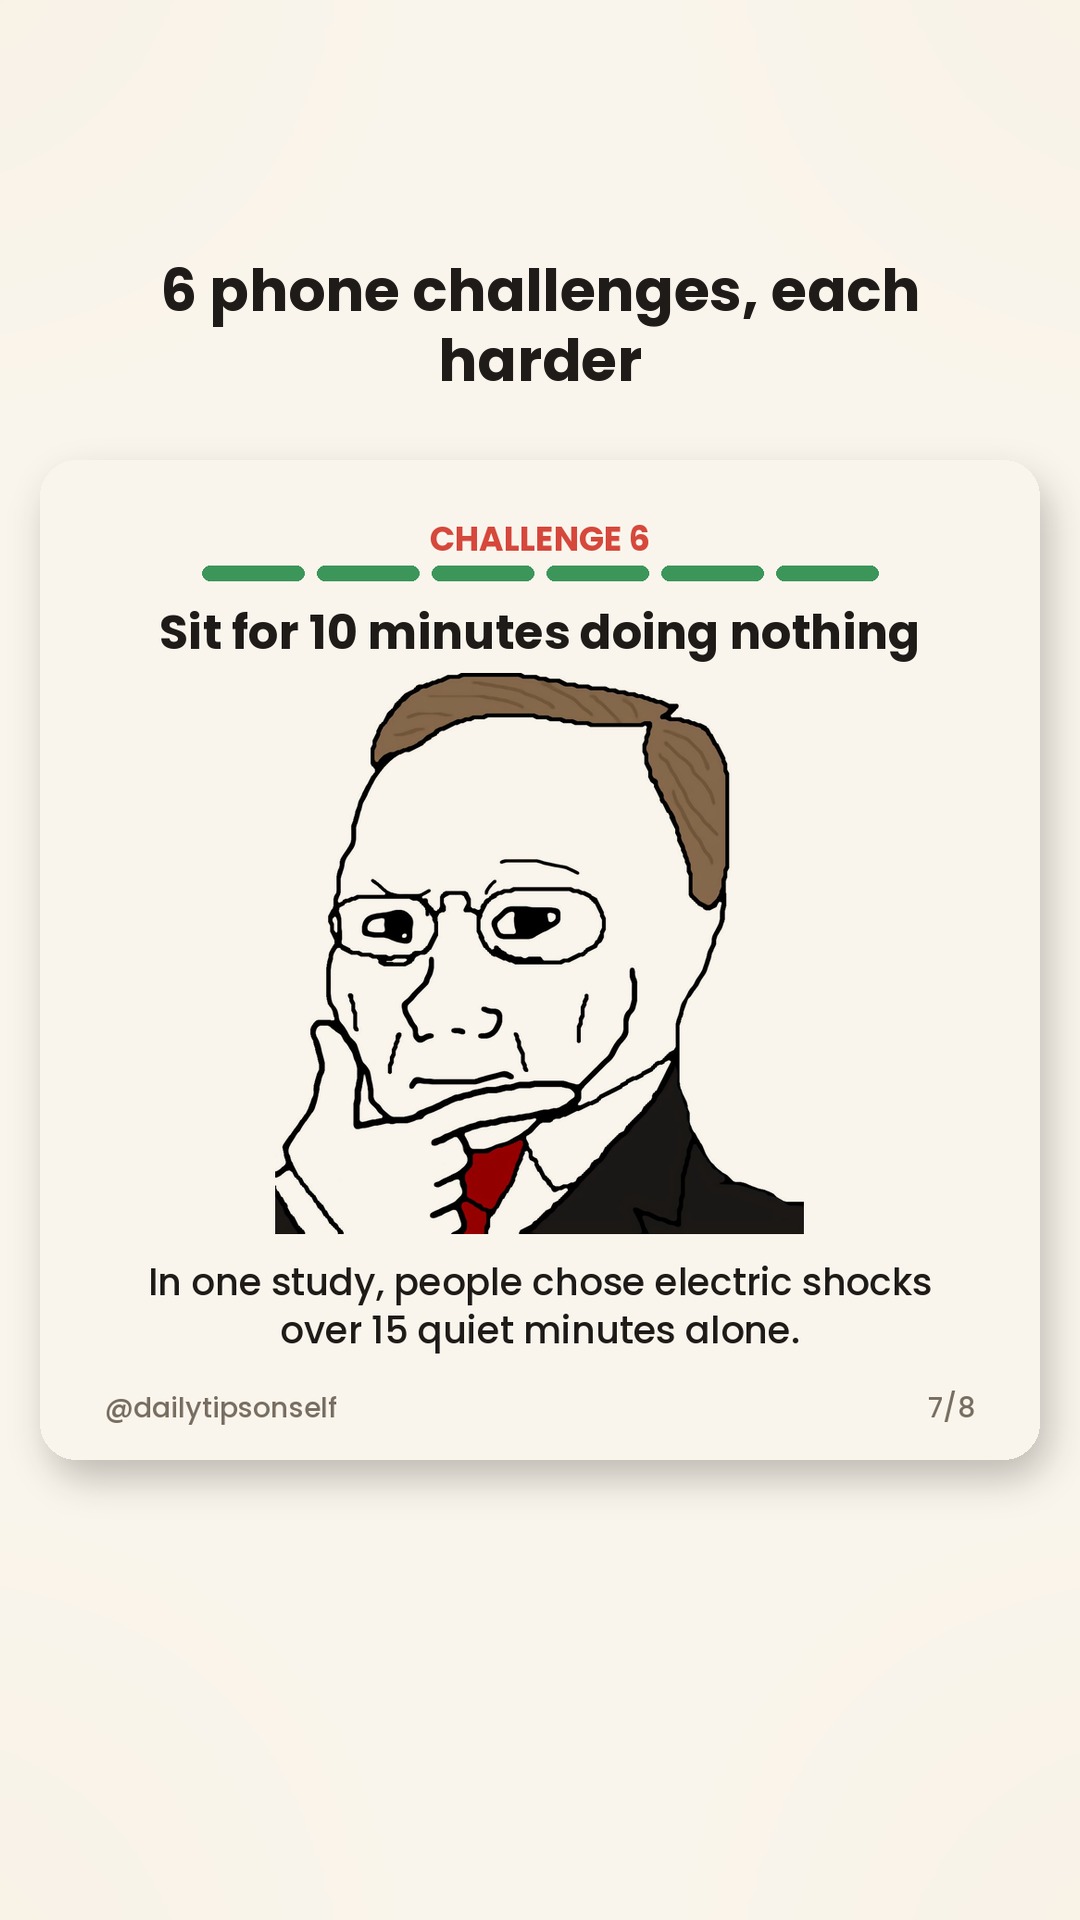 6 phone challenges, each
harder
CHALLENGE 6
Sit for 10 minutes doing nothing
In one study, people chose electric shocks
over 15 quiet minutes alone.
@dailytipsonself
7/8